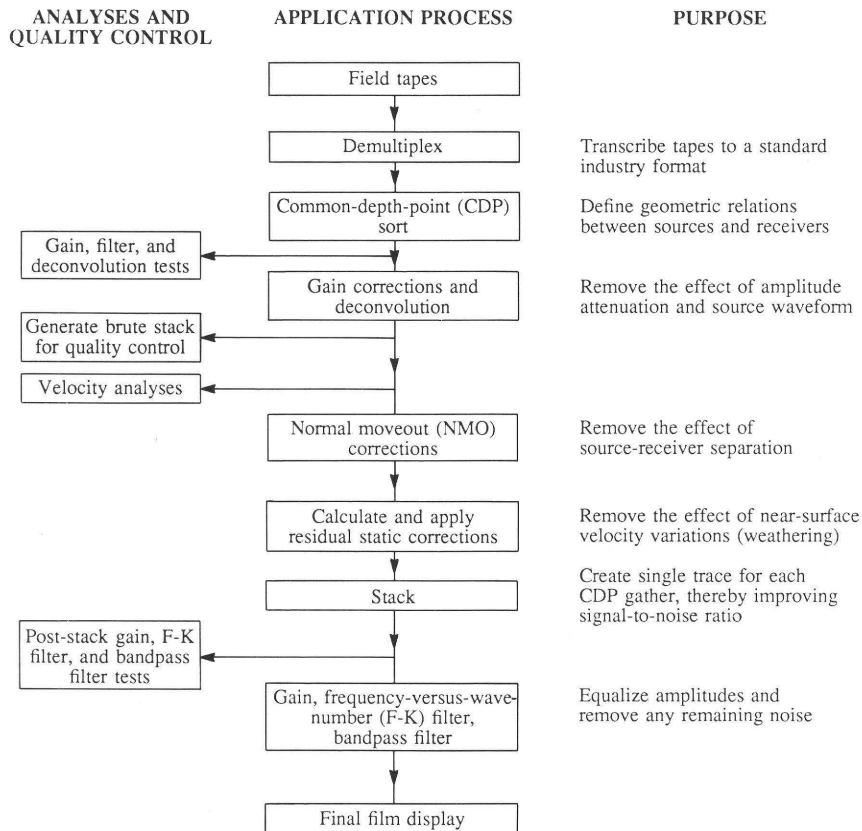 ANALYSES AND
QUALITY CONTROL
APPLICATION PROCESS
PURPOSE
Field tapes
Demultiplex
Transcribe tapes to a standard
industry format
Common-depth-point (CDP)
sort
Define geometric relations
between sources and receivers
Gain, filter, and
deconvolution tests
Gain corrections and
deconvolution
Remove the effect of amplitude
attenuation and source waveform
Generate brute stack
for quality control
Velocity analyses
Normal moveout (NMO)
corrections
Remove the effect of
source-receiver separation
Calculate and apply
residual static corrections
Remove the effect of near-surface
velocity variations (weathering)
Stack
Create single trace for each
CDP gather, thereby improving
signal-to-noise ratio
Post-stack gain, F-K
filter, and bandpass
filter tests
Gain, frequency-versus-wave-
number (F-K) filter,
bandpass filter
Equalize amplitudes and
remove any remaining noise
Final film display